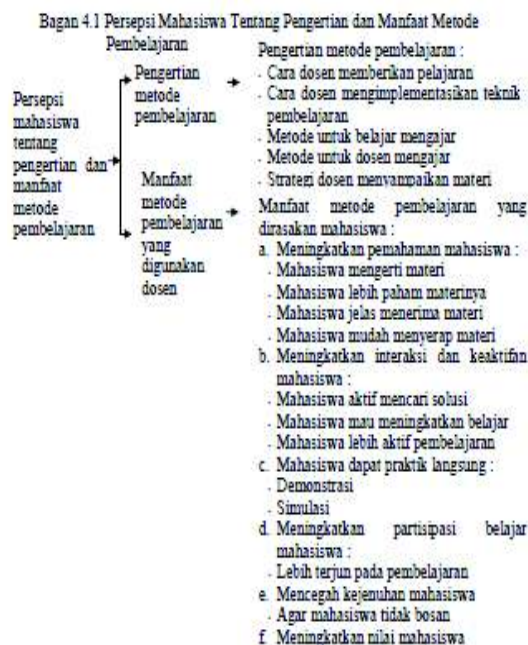 Bagan 4.1 Persepsi Mahasiswa Tentang Pengertian dan Manfaat Metode
Pembelajaran
Persepsi
mahasiswa
tentang
pengertian dan
manfaat
metode
pembelajaran
Pengertian
metode
pembelajaran
Manfaat
metode
pembelajaran
yang
digunakan
dosen
Pengertian metode pembelajaran :
- Cara dosen memberikan pelajaran
- Cara dosen mengimplementasikan teknik
pembelajaran
- Metode untuk belajar mengajar
- Metode untuk dosen mengajar
- Strategi dosen menyampaikan materi
Manfaat metode pembelajaran yang
dirasakan mahasiswa :
a. Meningkatkan pemahaman mahasiswa :
- Mahasiswa mengerti materi
- Mahasiswa lebih paham materinya
- Mahasiswa jelas menerima materi
- Mahasiswa mudah menyerap materi
b. Meningkatkan interaksi dan keaktifan
mahasiswa :
- Mahasiswa aktif mencari solusi
- Mahasiswa mau meningkatkan belajar
- Mahasiswa lebih aktif pembelajaran
c. Mahasiswa dapat praktik langsung :
- Demonstrasi
- Simulasi
d. Meningkatkan partisipasi belajar
mahasiswa :
- Lebih terjun pada pembelajaran
e. Mencegah kejenuhan mahasiswa
- Agar mahasiswa tidak bosan
f. Meningkatkan nilai mahasiswa